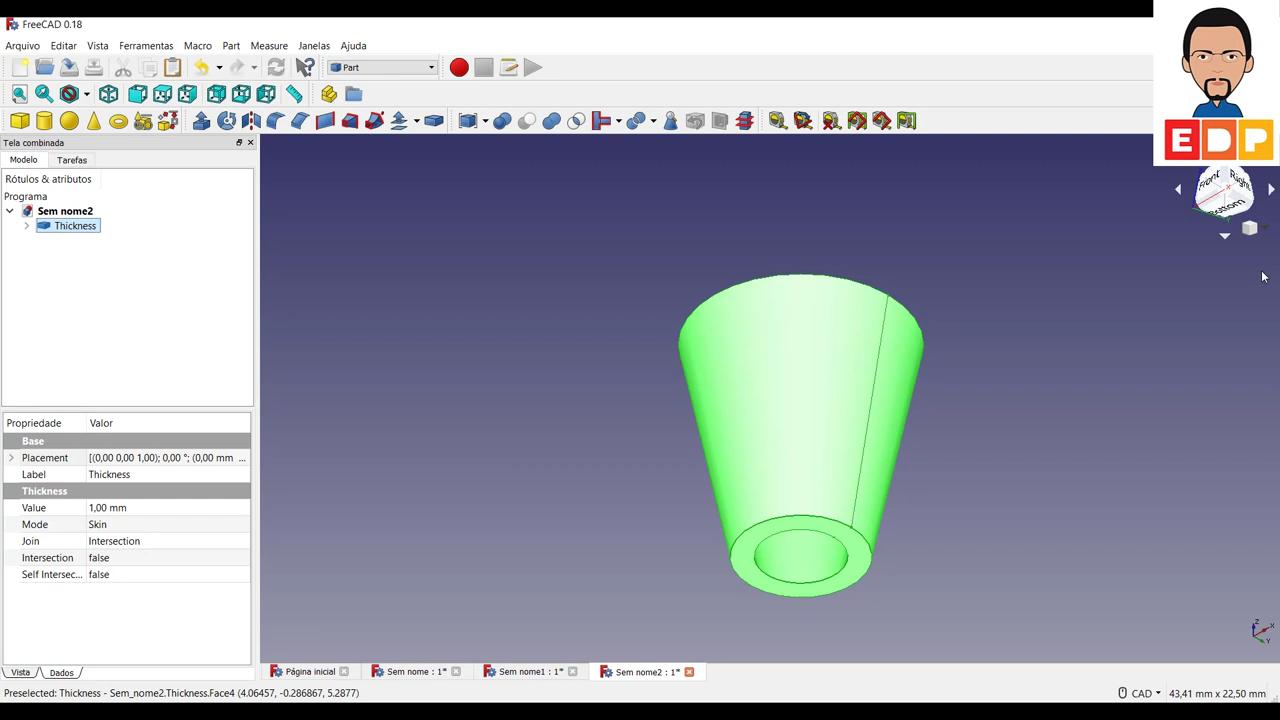 FreeCAD 0.18
Arquivo Editar Vista Ferramentas Macro Part Measure Janelas Ajuda
Part
EDP
Tela combinada
Modelo Tarefas
Rótulos & atributos
Programa
Sem nome2
Thickness
Front Right
Bottom
Propriedade Valor
Base
Placement [(0,00 0,00 1,00); 0,00 °; (0,00 mm ...
Label Thickness
Thickness
Value 1,00 mm
Mode Skin
Join Intersection
Intersection false
Self Intersec... false
Z X Y
Vista Dados
Página inicial Sem nome : 1* Sem nome1 : 1* Sem nome2 : 1*
Preselected: Thickness - Sem_nome2.Thickness.Face4 (4.06457, -0.286867, 5.2877)
CAD 43,41 mm x 22,50 mm